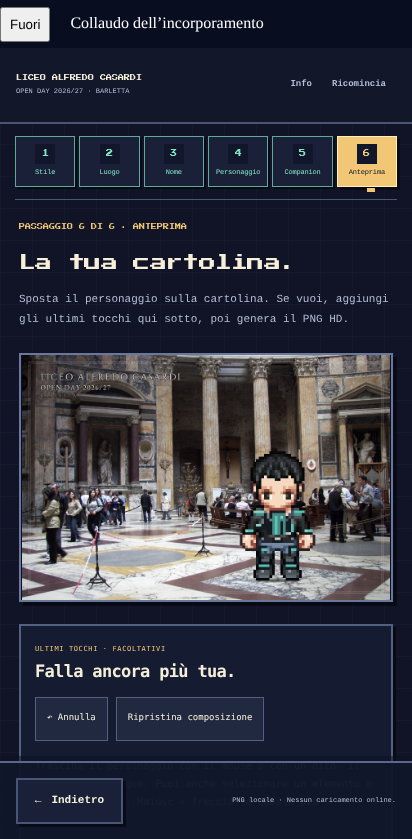 Fuori
Collaudo dell’incorporamento
LICEO ALFREDO CASARDI
OPEN DAY 2026/27 · BARLETTA
Info
Ricomincia
1
Stile
2
Luogo
3
Nome
4
Personaggio
5
Companion
6
Anteprima
PASSAGGIO 6 DI 6 · ANTEPRIMA
La tua cartolina.
Sposta il personaggio sulla cartolina. Se vuoi, aggiungi
gli ultimi tocchi qui sotto, poi genera il PNG HD.
LICEO ALFREDO CASARDI
OPEN DAY 2026/27
ULTIMI TOCCHI · FACOLTATIVI
Falla ancora più tua.
↶ Annulla
Ripristina composizione
← Indietro
PNG locale · Nessun caricamento online.